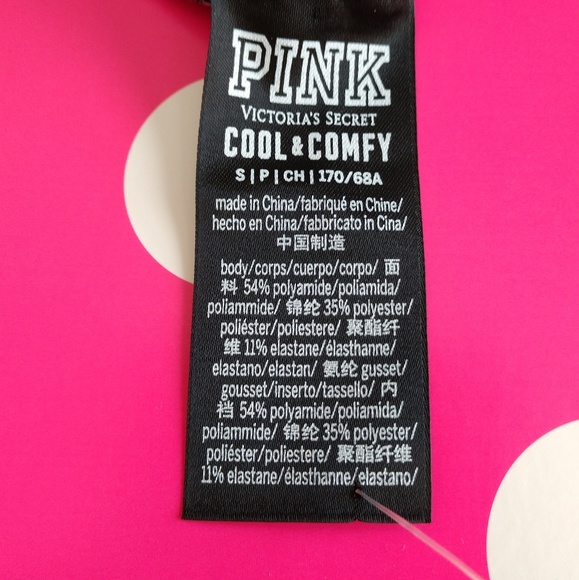 PINK
VICTORIA'S SECRET
COOL & COMFY
S | P | CH | 170/68A
made in China/fabriqué en Chine/
hecho en China/fabbricato in Cina/
中国制造
body/corps/cuerpo/corpo/ 面
料 54% polyamide/poliamida/
poliammide/ 锦纶 35% polyester/
poliéster/poliestere/ 聚酯纤
维 11% elastane/élasthanne/
elastano/elastan/ 氨纶 gusset/
gousset/inserto/tassello/ 内
裆 54% polyamide/poliamida/
poliammide/ 锦纶 35% polyester/
poliéster/poliestere/ 聚酯纤维
11% elastane/élasthanne/elastano/